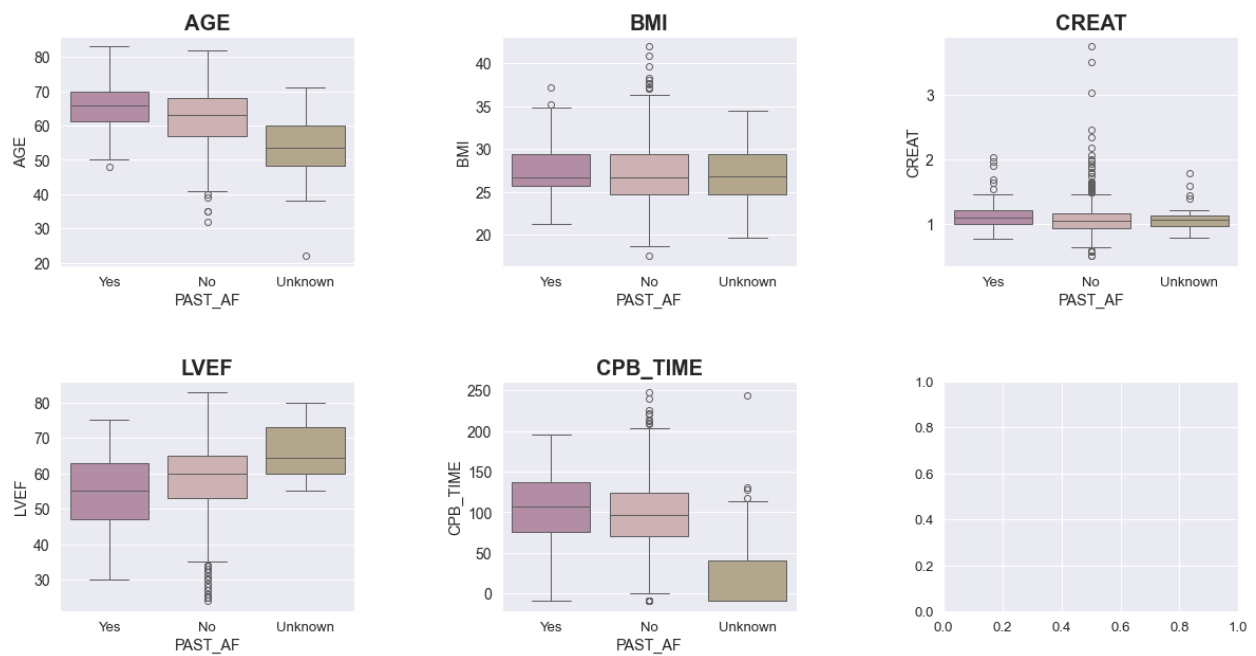 AGE
80
70
60
50
40
30
20
AGE
Yes No Unknown
PAST_AF
BMI
40
35
30
25
20
BMI
Yes No Unknown
PAST_AF
CREAT
3
2
1
CREAT
Yes No Unknown
PAST_AF
LVEF
80
70
60
50
40
30
LVEF
Yes No Unknown
PAST_AF
CPB_TIME
250
200
150
100
50
0
CPB_TIME
Yes No Unknown
PAST_AF
1.0
0.8
0.6
0.4
0.2
0.0
0.0 0.2 0.4 0.6 0.8 1.0